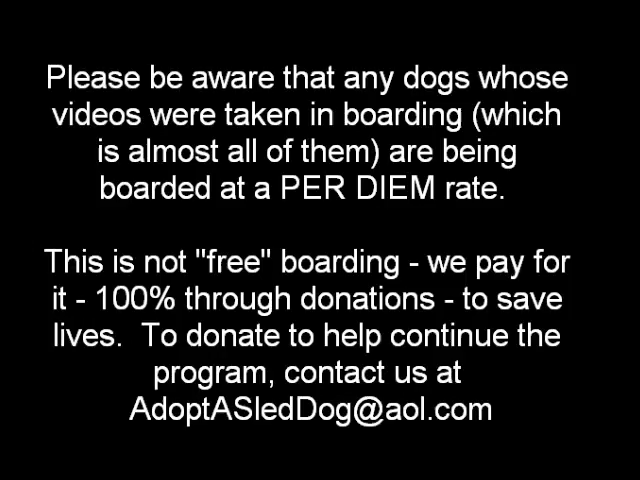 Please be aware that any dogs whose
videos were taken in boarding (which
is almost all of them) are being
boarded at a PER DIEM rate.
This is not "free" boarding - we pay for
it - 100% through donations - to save
lives.  To donate to help continue the
program, contact us at
AdoptASledDog@aol.com